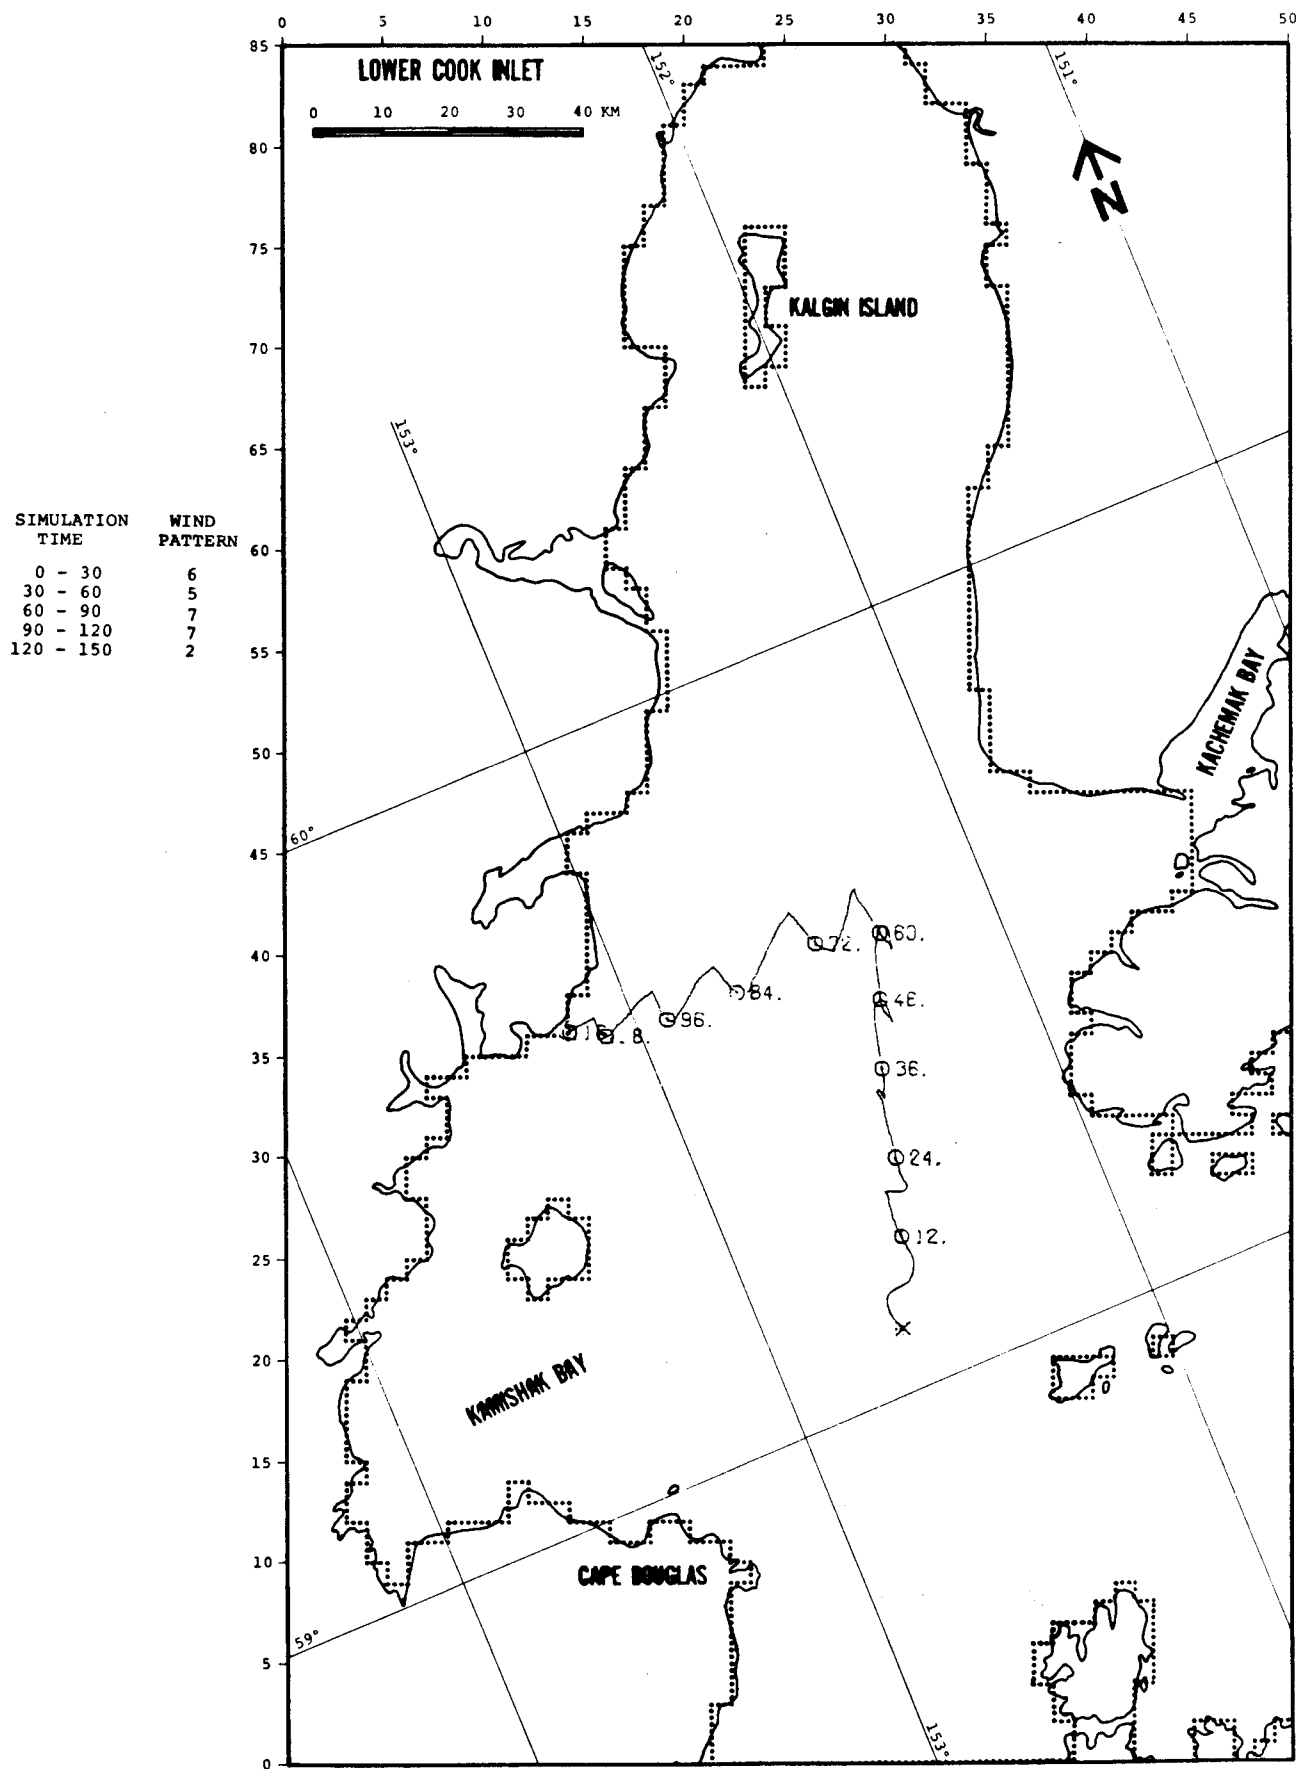 0 5 10 15 20 25 30 35 40 45 50
85
LOWER COOK INLET
0 10 20 30 40 KM
152°
151°
N
80
75
KALGIN ISLAND
70
65
153°
60
SIMULATION TIME WIND PATTERN
0 - 30 6
30 - 60 5
60 - 90 7
90 - 120 7
120 - 150 2
55
KACHEMAK BAY
50
60°
45
40
60.
72.
48.
84.
96.
35
36.
30
24.
12.
25
20
KAMISHAK BAY
15
10
CAPE DOUGLAS
59°
5
153°
0